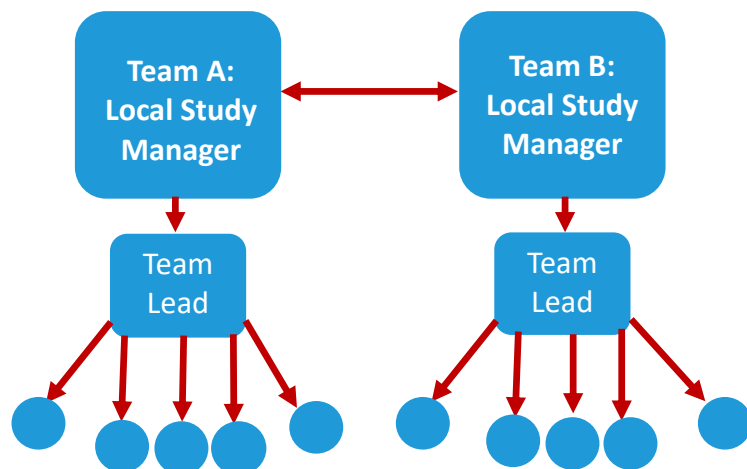 Team A:
Local Study
Manager
Team B:
Local Study
Manager
Team
Lead
Team
Lead